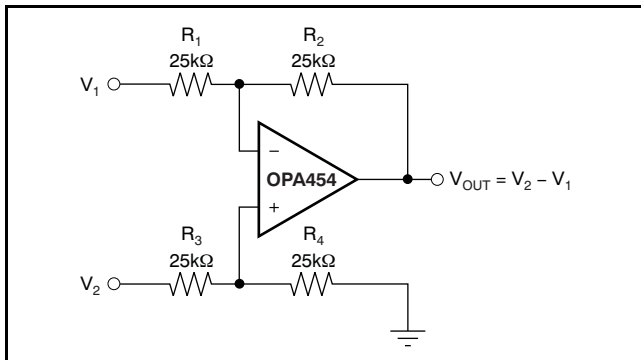 R1 R2
25kΩ 25kΩ
V1
−
OPA454
VOUT = V2 – V1
+
R3 R4
25kΩ 25kΩ
V2